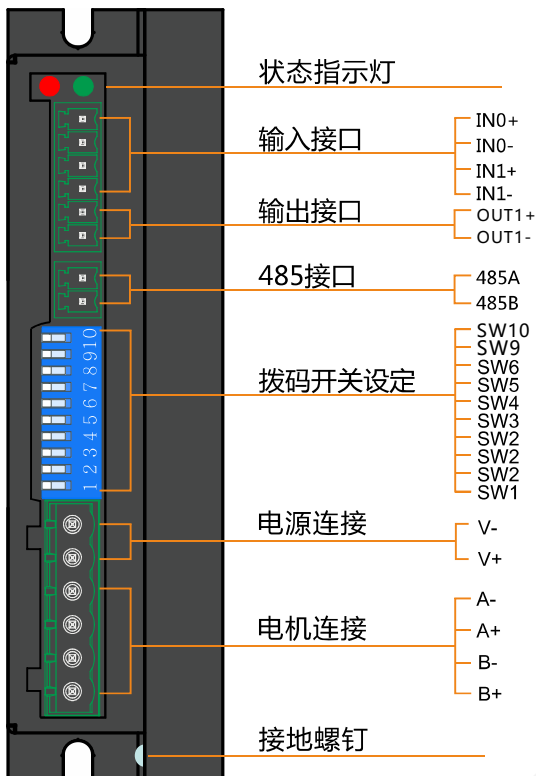 状态指示灯
输入接口
IN0+
IN0-
IN1+
IN1-
输出接口
OUT1+
OUT1-
485接口
485A
485B
拨码开关设定
1 2 3 4 5 6 7 8 9 10
SW10
SW9
SW6
SW5
SW4
SW3
SW2
SW2
SW2
SW1
电源连接
V-
V+
电机连接
A-
A+
B-
B+
接地螺钉